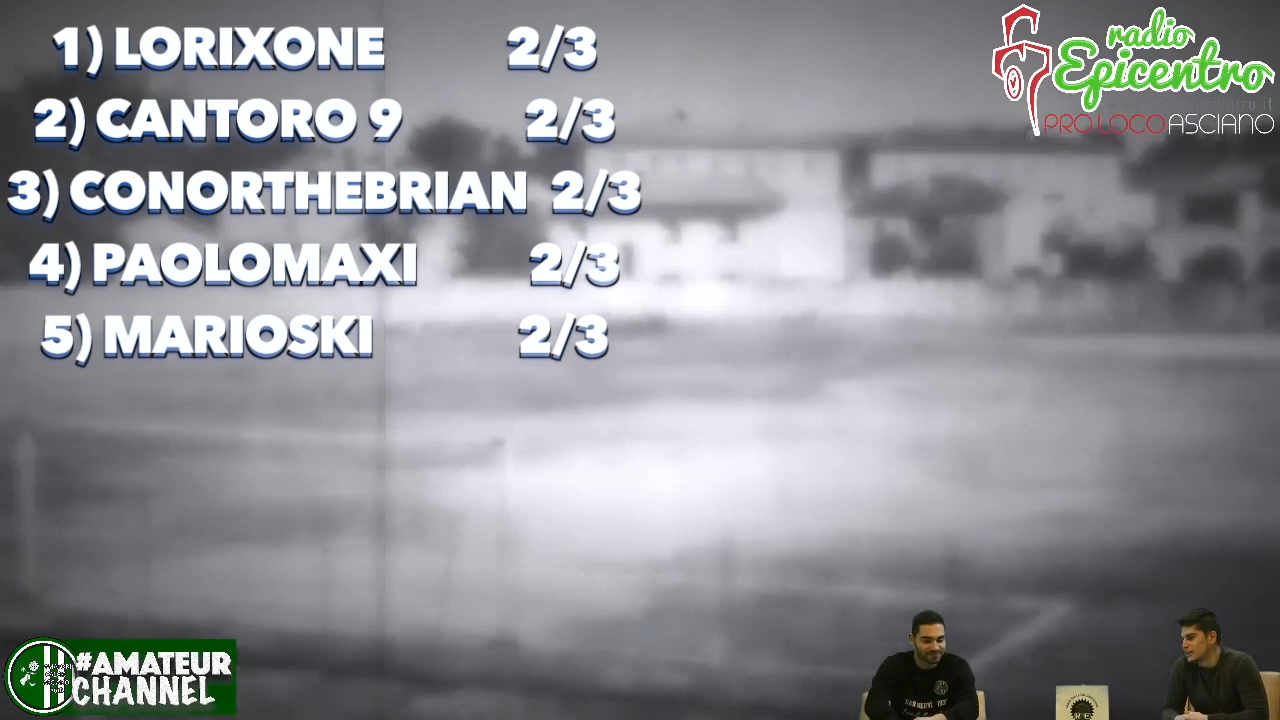 1) LORIXONE 2/3
2) CANTORO 9 2/3
3) CONORTHEBRIAN 2/3
4) PAOLOMAXI 2/3
5) MARIOSKI 2/3
radio
Epicentro
PRO LOCO ASCIANO
#AMATEUR
CHANNEL